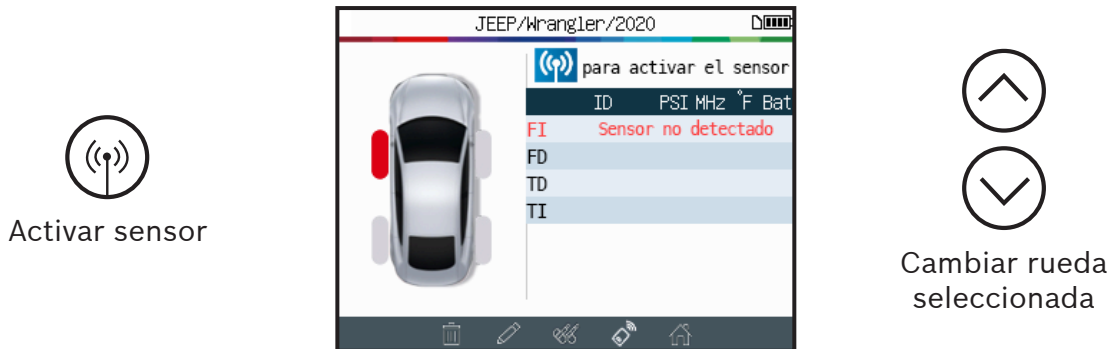 JEEP/Wrangler/2020
para activar el sensor
ID PSI MHz °F Bat
FI Sensor no detectado
FD
TD
TI
Activar sensor
Cambiar rueda
seleccionada